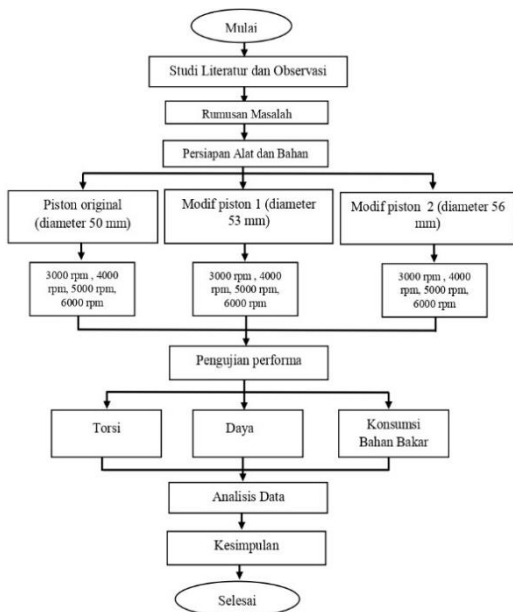 Mulai
Studi Literatur dan Observasi
Rumusan Masalah
Persiapan Alat dan Bahan
Piston original
(diameter 50 mm)
Modif piston 1 (diameter
53 mm)
Modif piston 2 (diameter 56
mm)
3000 rpm , 4000
rpm, 5000 rpm,
6000 rpm
3000 rpm , 4000
rpm, 5000 rpm,
6000 rpm
3000 rpm , 4000
rpm, 5000 rpm,
6000 rpm
Pengujian performa
Torsi
Daya
Konsumsi
Bahan Bakar
Analisis Data
Kesimpulan
Selesai